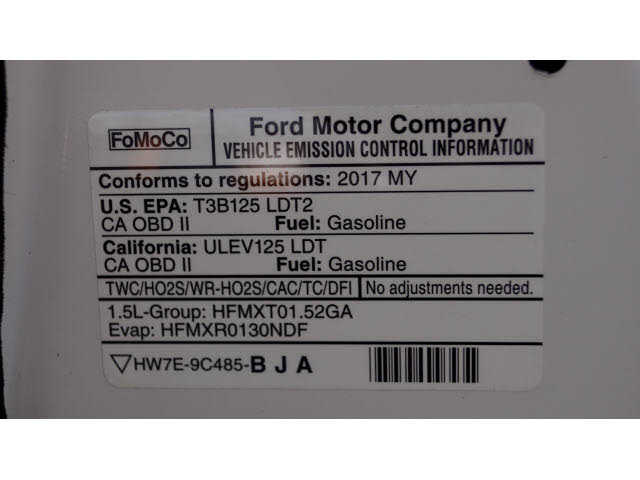 FoMoCo
Ford Motor Company
VEHICLE EMISSION CONTROL INFORMATION
Conforms to regulations: 2017 MY
U.S. EPA: T3B125 LDT2
CA OBD II Fuel: Gasoline
California: ULEV125 LDT
CA OBD II Fuel: Gasoline
TWC/HO2S/WR-HO2S/CAC/TC/DFI No adjustments needed.
1.5L-Group: HFMXT01.52GA
Evap: HFMXR0130NDF
HW7E-9C485-B J A